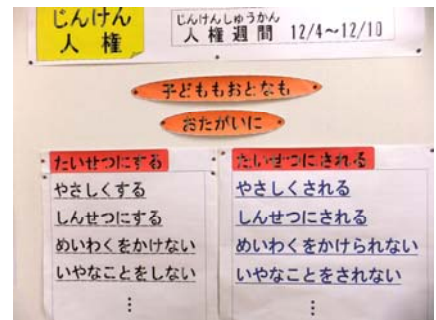 じんけん
人権
じんけんしゅうかん
人権週間 12/4～12/10
子どももおとなも
おたがいに
たいせつにする
やさしくする
しんせつにする
めいわくをかけない
いやなことをしない
⋮
たいせつにされる
やさしくされる
しんせつにされる
めいわくをかけられない
いやなことをされない
⋮